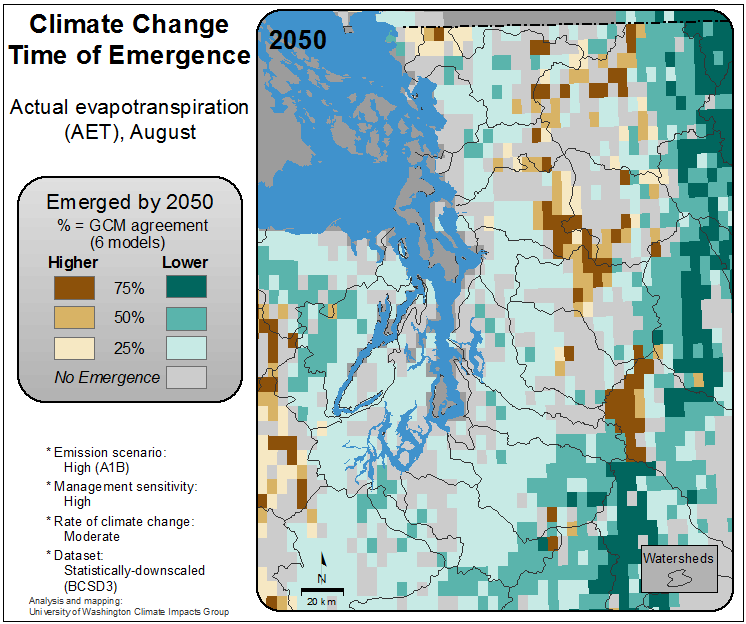 Climate Change
Time of Emergence
Actual evapotranspiration
(AET), August
Emerged by 2050
% = GCM agreement
(6 models)
Higher Lower
75%
50%
25%
No Emergence
* Emission scenario:
High (A1B)
* Management sensitivity:
High
* Rate of climate change:
Moderate
* Dataset:
Statistically-downscaled
(BCSD3)
Analysis and mapping:
University of Washington Climate Impacts Group
2050
N
20 km
Watersheds